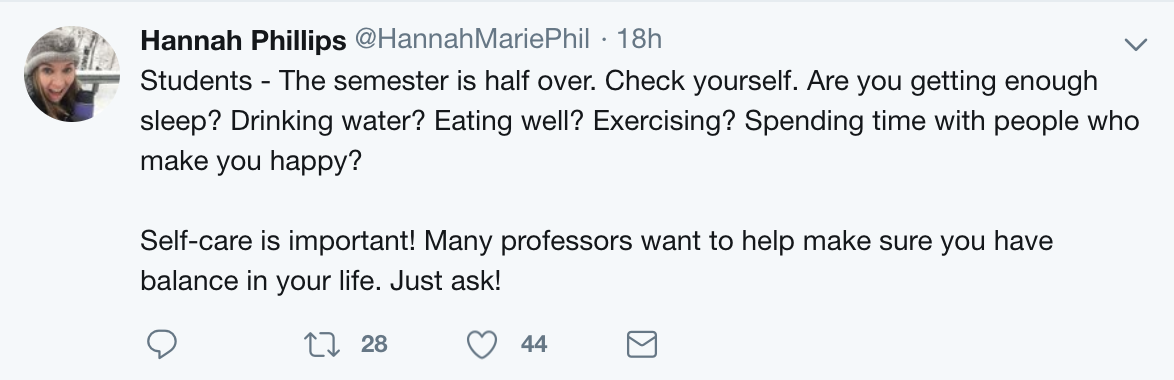 Hannah Phillips @HannahMariePhil · 18h
Students - The semester is half over. Check yourself. Are you getting enough
sleep? Drinking water? Eating well? Exercising? Spending time with people who
make you happy?
Self-care is important! Many professors want to help make sure you have
balance in your life. Just ask!
28 44